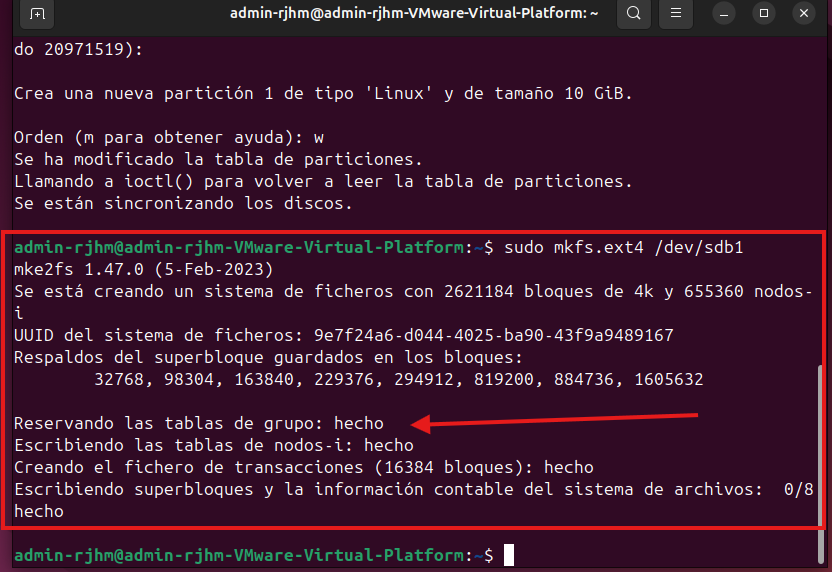 admin-rjhm@admin-rjhm-VMware-Virtual-Platform: ~
do 20971519):
Crea una nueva partición 1 de tipo 'Linux' y de tamaño 10 GiB.
Orden (m para obtener ayuda): w
Se ha modificado la tabla de particiones.
Llamando a ioctl() para volver a leer la tabla de particiones.
Se están sincronizando los discos.
admin-rjhm@admin-rjhm-VMware-Virtual-Platform:~$ sudo mkfs.ext4 /dev/sdb1
mke2fs 1.47.0 (5-Feb-2023)
Se está creando un sistema de ficheros con 2621184 bloques de 4k y 655360 nodos-
i
UUID del sistema de ficheros: 9e7f24a6-d044-4025-ba90-43f9a9489167
Respaldos del superbloque guardados en los bloques:
32768, 98304, 163840, 229376, 294912, 819200, 884736, 1605632
Reservando las tablas de grupo: hecho
Escribiendo las tablas de nodos-i: hecho
Creando el fichero de transacciones (16384 bloques): hecho
Escribiendo superbloques y la información contable del sistema de archivos:  0/8
hecho
admin-rjhm@admin-rjhm-VMware-Virtual-Platform:~$